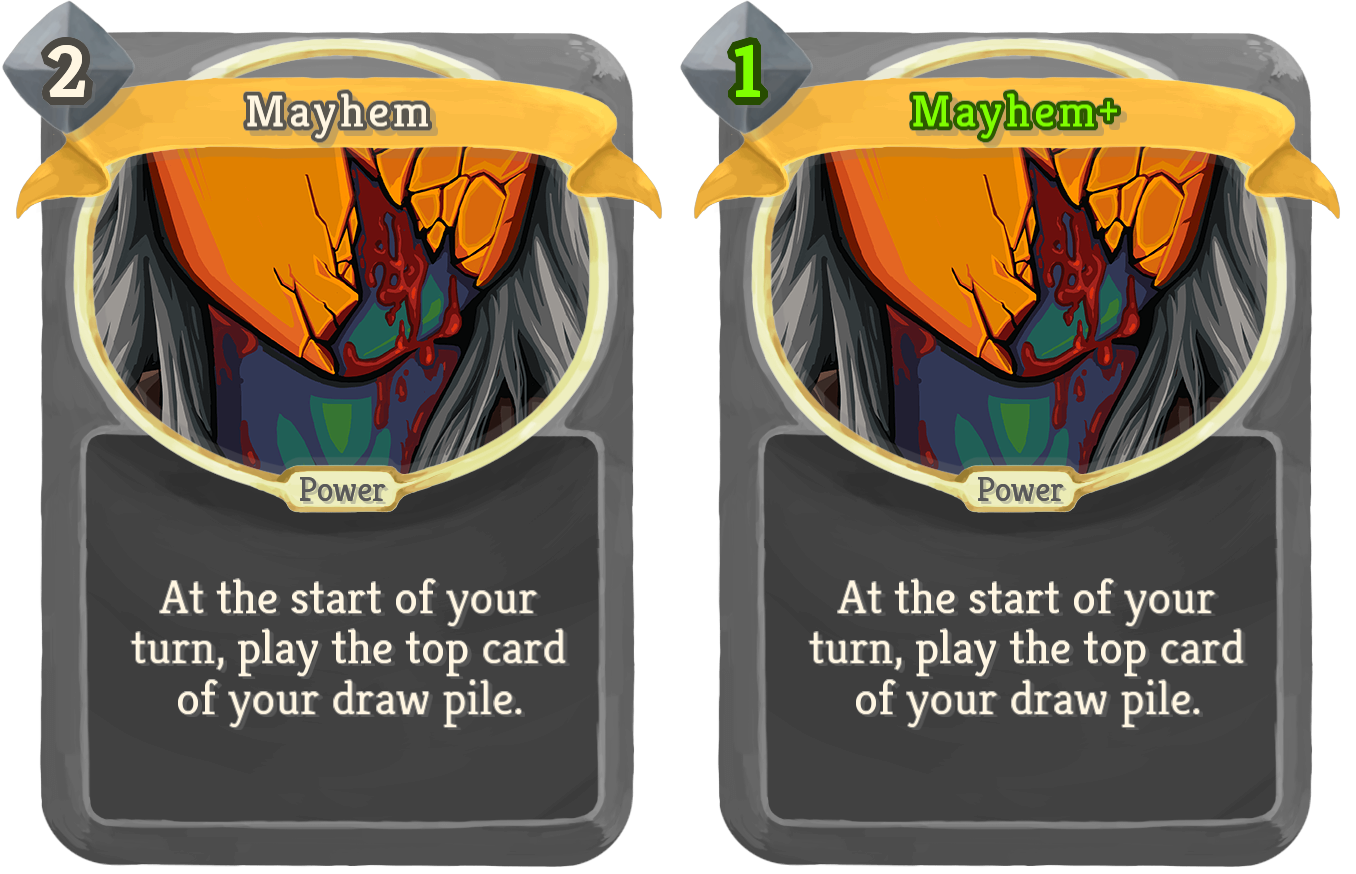 2
Mayhem
Power
At the start of your
turn, play the top card
of your draw pile.
1
Mayhem+
Power
At the start of your
turn, play the top card
of your draw pile.